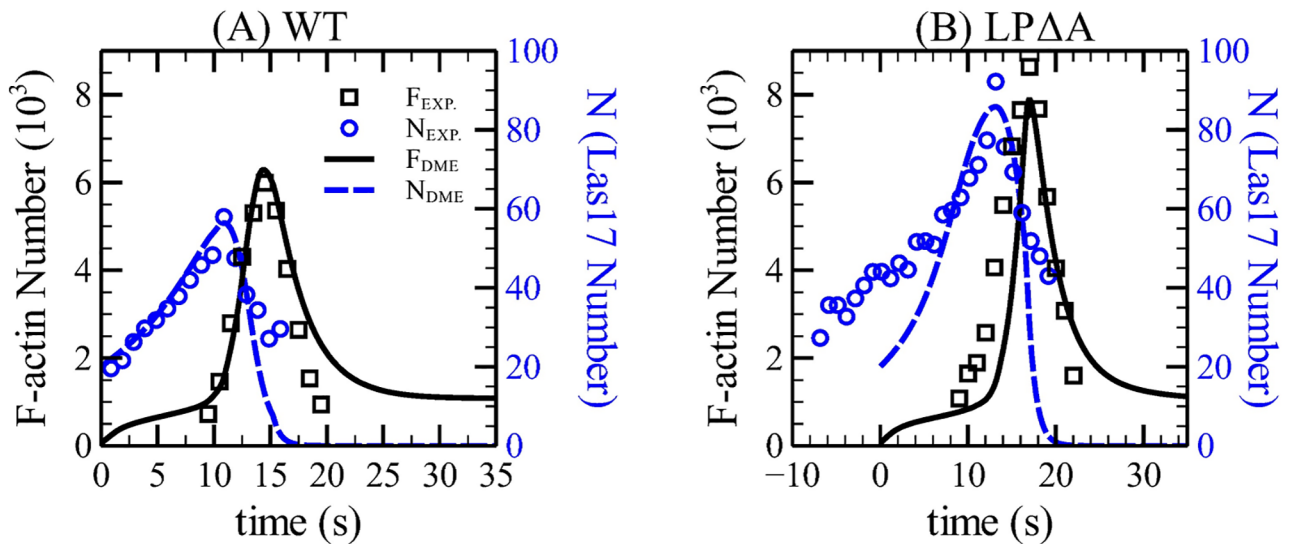 (A) WT
F-actin Number (10³)
8
6
4
2
0
100
80
60
40
20
0
N (Las17 Number)
F_EXP.
N_EXP.
F_DME
N_DME
0 5 10 15 20 25 30 35
time (s)
(B) LPΔA
F-actin Number (10³)
8
6
4
2
0
100
80
60
40
20
0
N (Las17 Number)
−10 0 10 20 30
time (s)